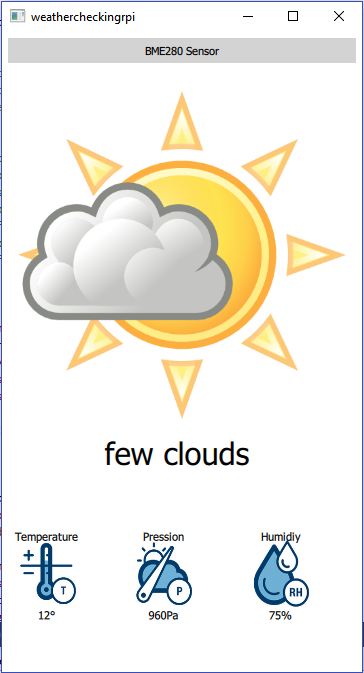 weathercheckingrpi
BME280 Sensor
few clouds
Temperature Pression Humidiy
T P RH
12° 960Pa 75%